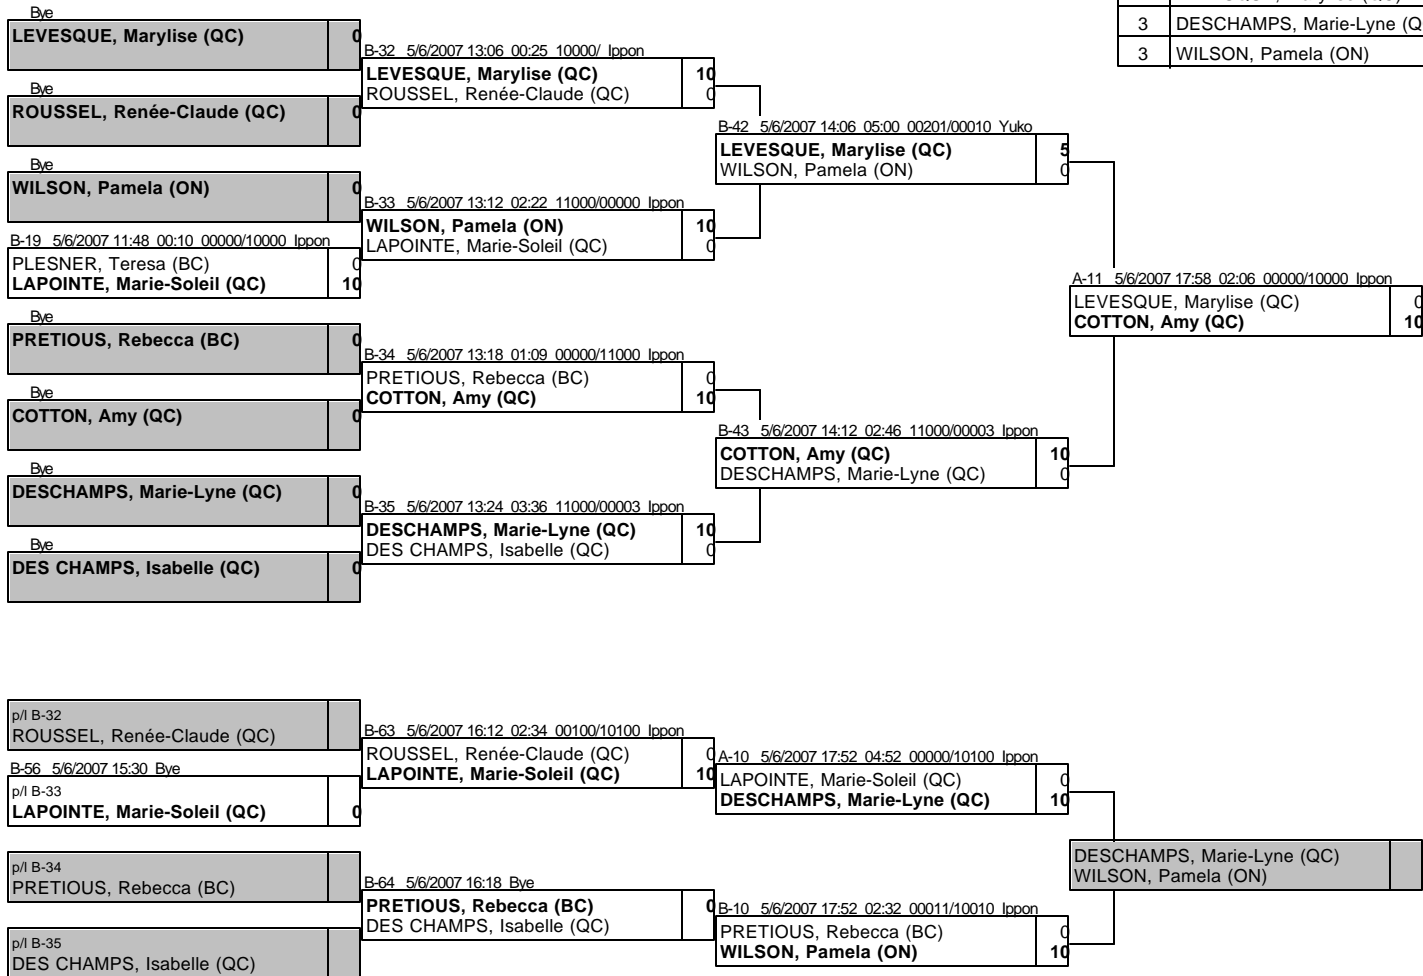 3 DESCHAMPS, Marie-Lyne (Q
3 WILSON, Pamela (ON)
Bye
LEVESQUE, Marylise (QC) 0
Bye
ROUSSEL, Renée-Claude (QC) 0
Bye
WILSON, Pamela (ON) 0
B-19 5/6/2007 11:48 00:10 00000/10000 Ippon
PLESNER, Teresa (BC) 0
LAPOINTE, Marie-Soleil (QC) 10
Bye
PRETIOUS, Rebecca (BC) 0
Bye
COTTON, Amy (QC) 0
Bye
DESCHAMPS, Marie-Lyne (QC) 0
Bye
DES CHAMPS, Isabelle (QC) 0
B-32 5/6/2007 13:06 00:25 10000/ Ippon
LEVESQUE, Marylise (QC) 10
ROUSSEL, Renée-Claude (QC) 0
B-33 5/6/2007 13:12 02:22 11000/00000 Ippon
WILSON, Pamela (ON) 10
LAPOINTE, Marie-Soleil (QC) 0
B-34 5/6/2007 13:18 01:09 00000/11000 Ippon
PRETIOUS, Rebecca (BC) 0
COTTON, Amy (QC) 10
B-35 5/6/2007 13:24 03:36 11000/00003 Ippon
DESCHAMPS, Marie-Lyne (QC) 10
DES CHAMPS, Isabelle (QC) 0
B-42 5/6/2007 14:06 05:00 00201/00010 Yuko
LEVESQUE, Marylise (QC) 5
WILSON, Pamela (ON) 0
B-43 5/6/2007 14:12 02:46 11000/00003 Ippon
COTTON, Amy (QC) 10
DESCHAMPS, Marie-Lyne (QC) 0
A-11 5/6/2007 17:58 02:06 00000/10000 Ippon
LEVESQUE, Marylise (QC) 0
COTTON, Amy (QC) 10
p/l B-32
ROUSSEL, Renée-Claude (QC)
B-56 5/6/2007 15:30 Bye
p/l B-33
LAPOINTE, Marie-Soleil (QC) 0
p/l B-34
PRETIOUS, Rebecca (BC)
p/l B-35
DES CHAMPS, Isabelle (QC)
B-63 5/6/2007 16:12 02:34 00100/10100 Ippon
ROUSSEL, Renée-Claude (QC) 0
LAPOINTE, Marie-Soleil (QC) 10
B-64 5/6/2007 16:18 Bye
PRETIOUS, Rebecca (BC) 0
DES CHAMPS, Isabelle (QC)
A-10 5/6/2007 17:52 04:52 00000/10100 Ippon
LAPOINTE, Marie-Soleil (QC) 0
DESCHAMPS, Marie-Lyne (QC) 10
B-10 5/6/2007 17:52 02:32 00011/10010 Ippon
PRETIOUS, Rebecca (BC) 0
WILSON, Pamela (ON) 10
DESCHAMPS, Marie-Lyne (QC)
WILSON, Pamela (ON)